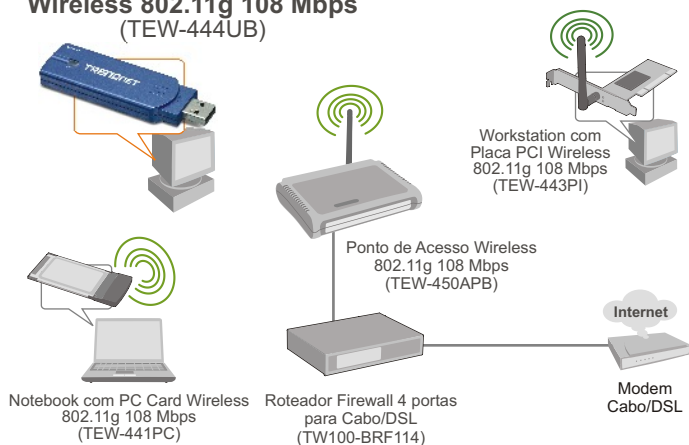 Wireless 802.11g 108 Mbps
(TEW-444UB)
TRENDNET
Workstation com
Placa PCI Wireless
802.11g 108 Mbps
(TEW-443PI)
Ponto de Acesso Wireless
802.11g 108 Mbps
(TEW-450APB)
Internet
Modem
Cabo/DSL
Notebook com PC Card Wireless
802.11g 108 Mbps
(TEW-441PC)
Roteador Firewall 4 portas
para Cabo/DSL
(TW100-BRF114)